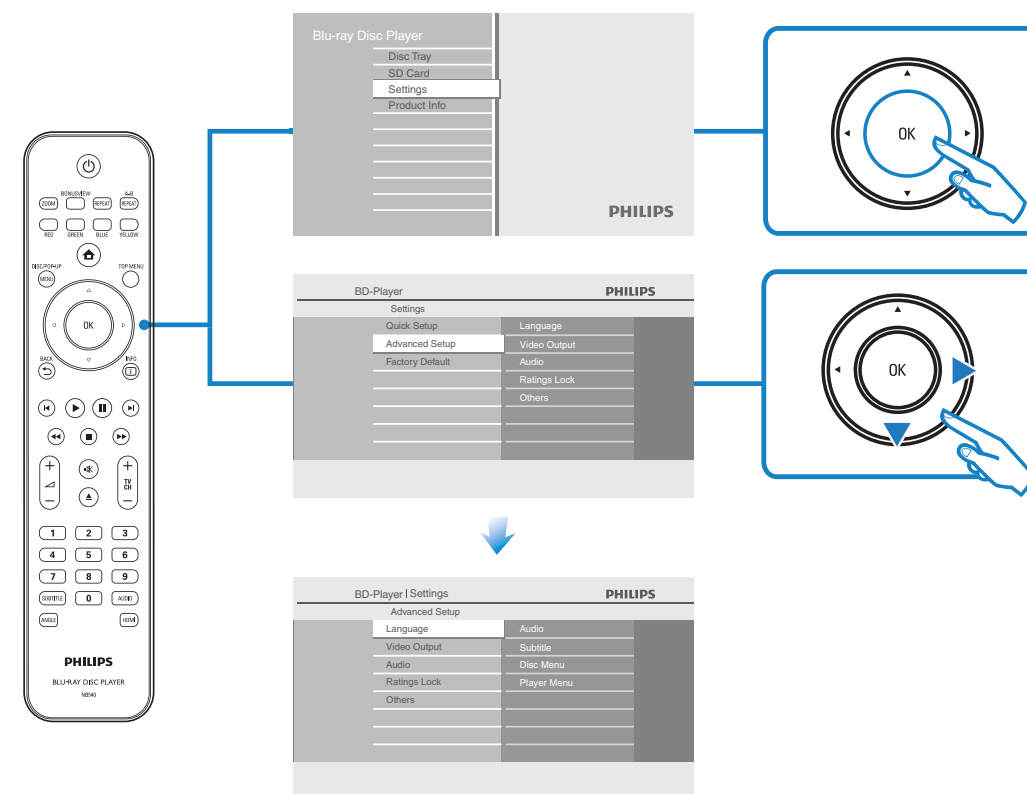 Blu-ray Disc Player
Disc Tray
SD Card
Settings
Product Info
PHILIPS
OK
BONUSVIEW A-B
ZOOM REPEAT REPEAT
RED GREEN BLUE YELLOW
DISC/POP-UP TOP MENU
MENU
OK
BACK INFO
TV
CH
1 2 3
4 5 6
7 8 9
SUBTITLE 0 AUDIO
ANGLE HDMI
PHILIPS
BLU-RAY DISC PLAYER
NB540
BD-Player PHILIPS
Settings
Quick Setup Language
Advanced Setup Video Output
Factory Default Audio
Ratings Lock
Others
OK
BD-Player | Settings PHILIPS
Advanced Setup
Language Audio
Video Output Subtitle
Audio Disc Menu
Ratings Lock Player Menu
Others